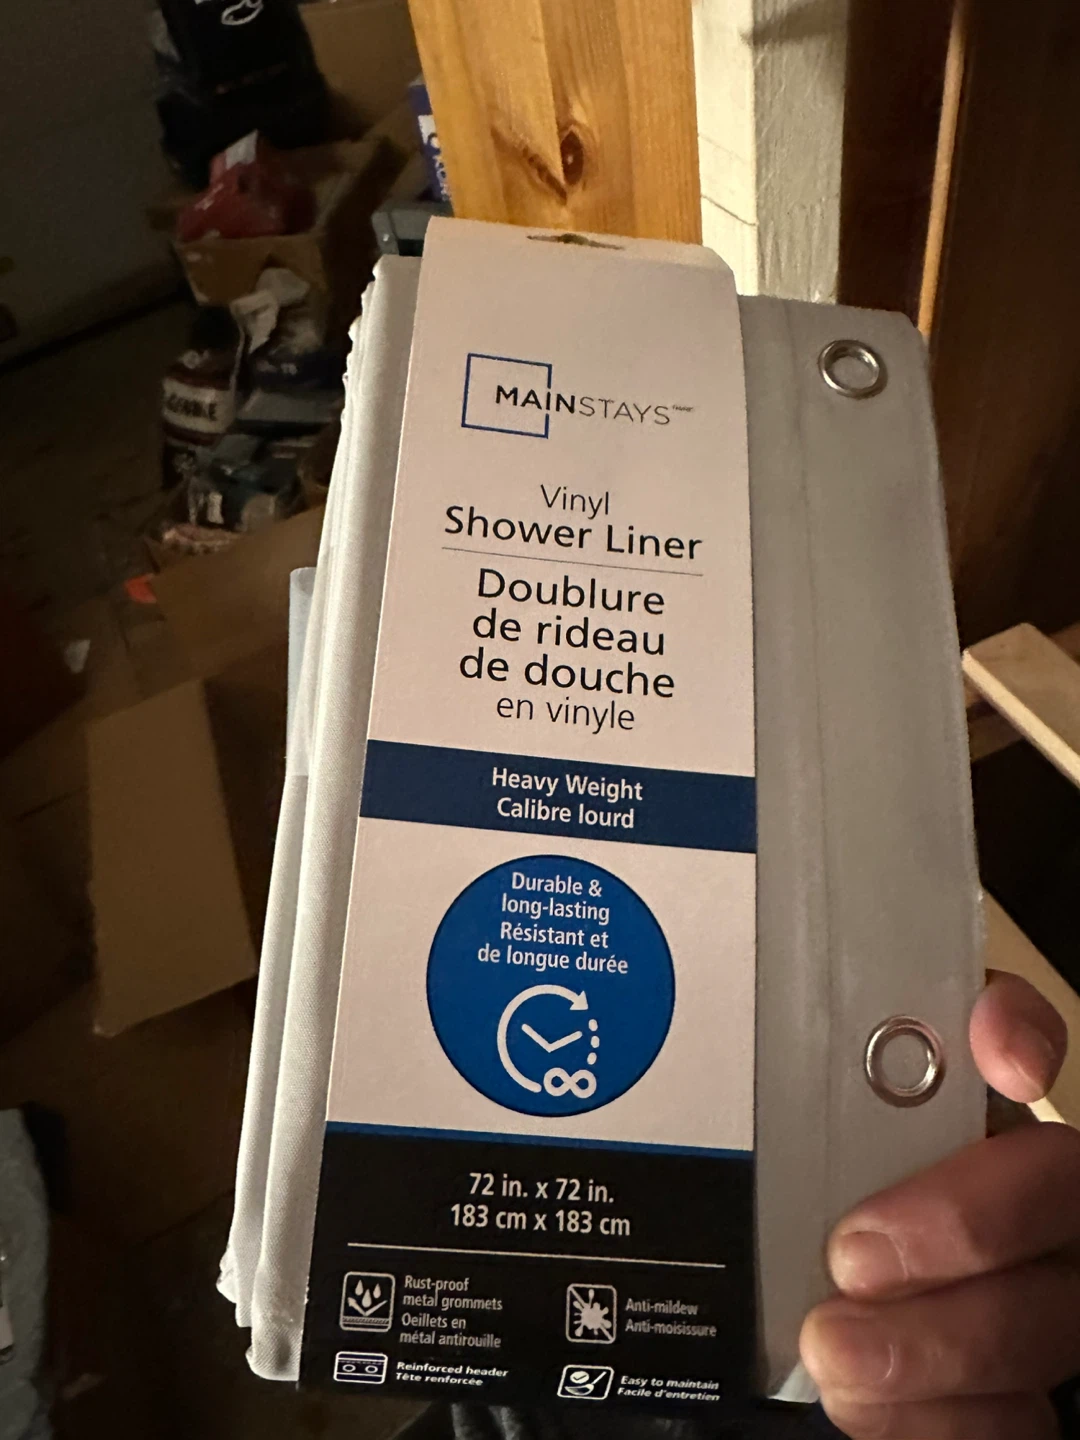 MAINSTAYS
Vinyl
Shower Liner
Doublure
de rideau
de douche
en vinyle
Heavy Weight
Calibre lourd
Durable &
long-lasting
Résistant et
de longue durée
72 in. x 72 in.
183 cm x 183 cm
Rust-proof
metal grommets
Oeillets en
métal antirouille
Anti-mildew
Anti-moisissure
Reinforced header
Tête renforcée
Easy to maintain
Facile d'entretien